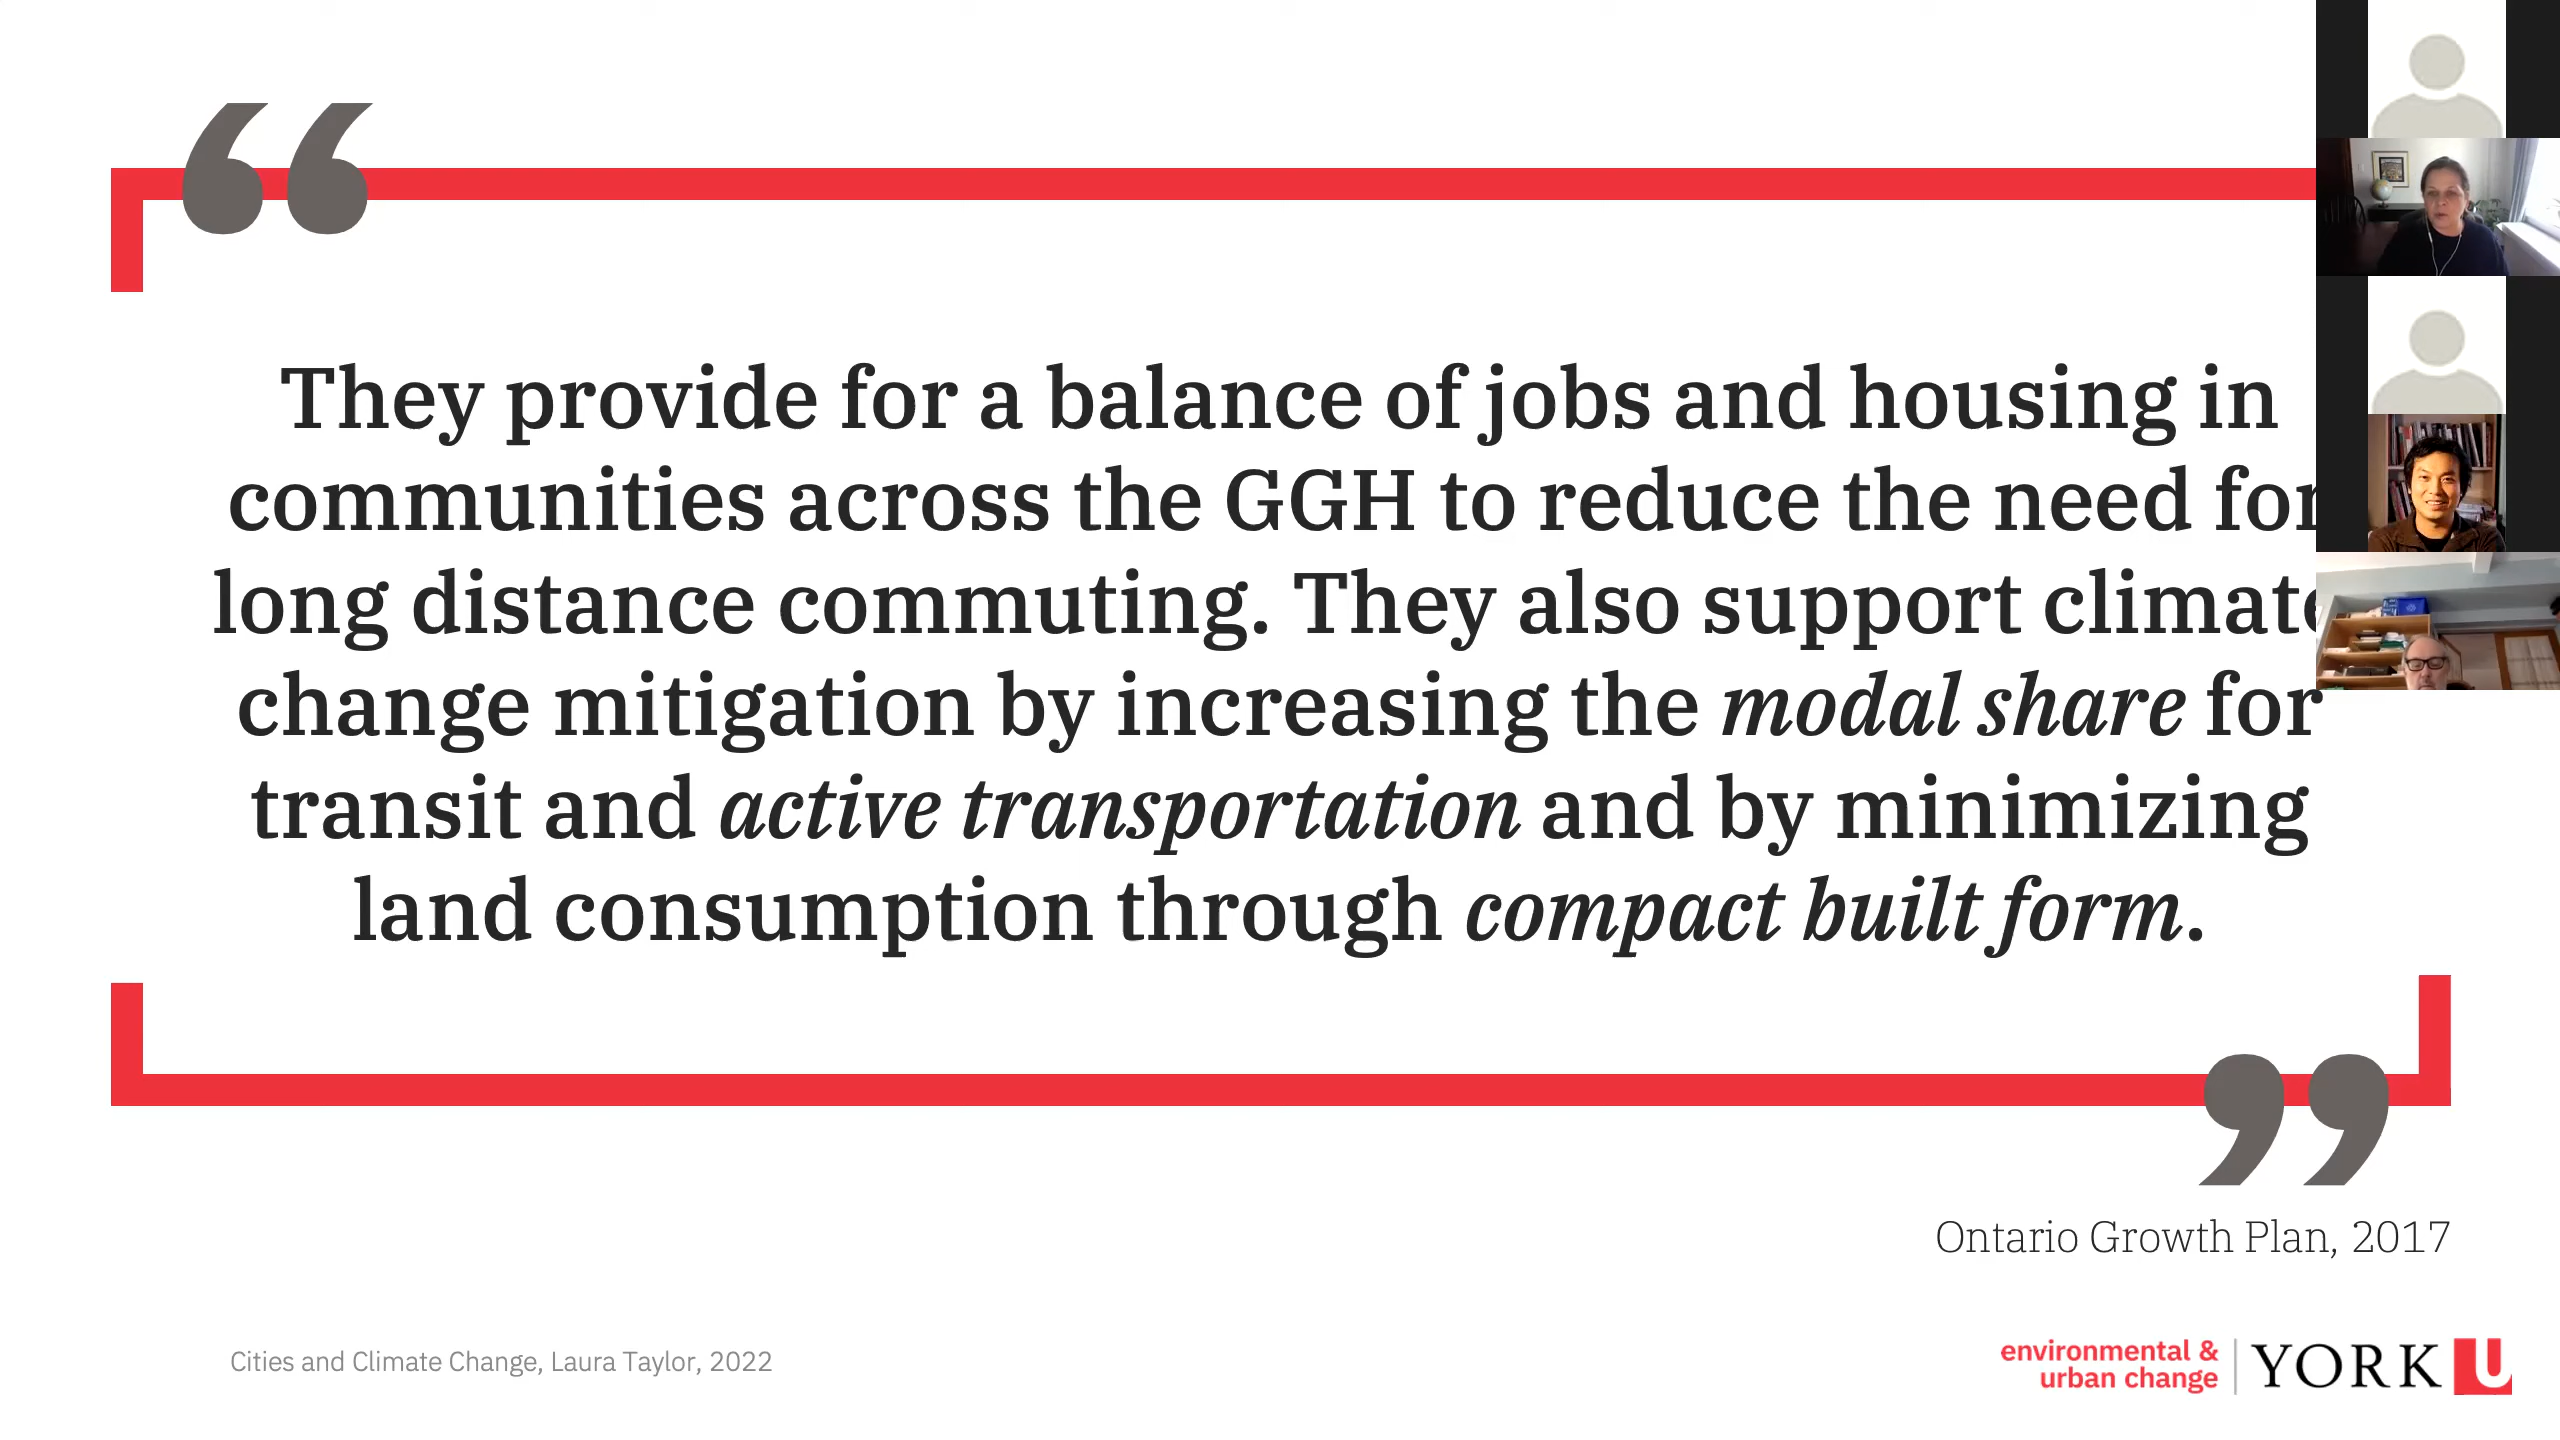 They provide for a balance of jobs and housing in
communities across the GGH to reduce the need for
long distance commuting. They also support climate
change mitigation by increasing the modal share for
transit and active transportation and by minimizing
land consumption through compact built form.
Ontario Growth Plan, 2017
Cities and Climate Change, Laura Taylor, 2022
environmental &
urban change
YORK U